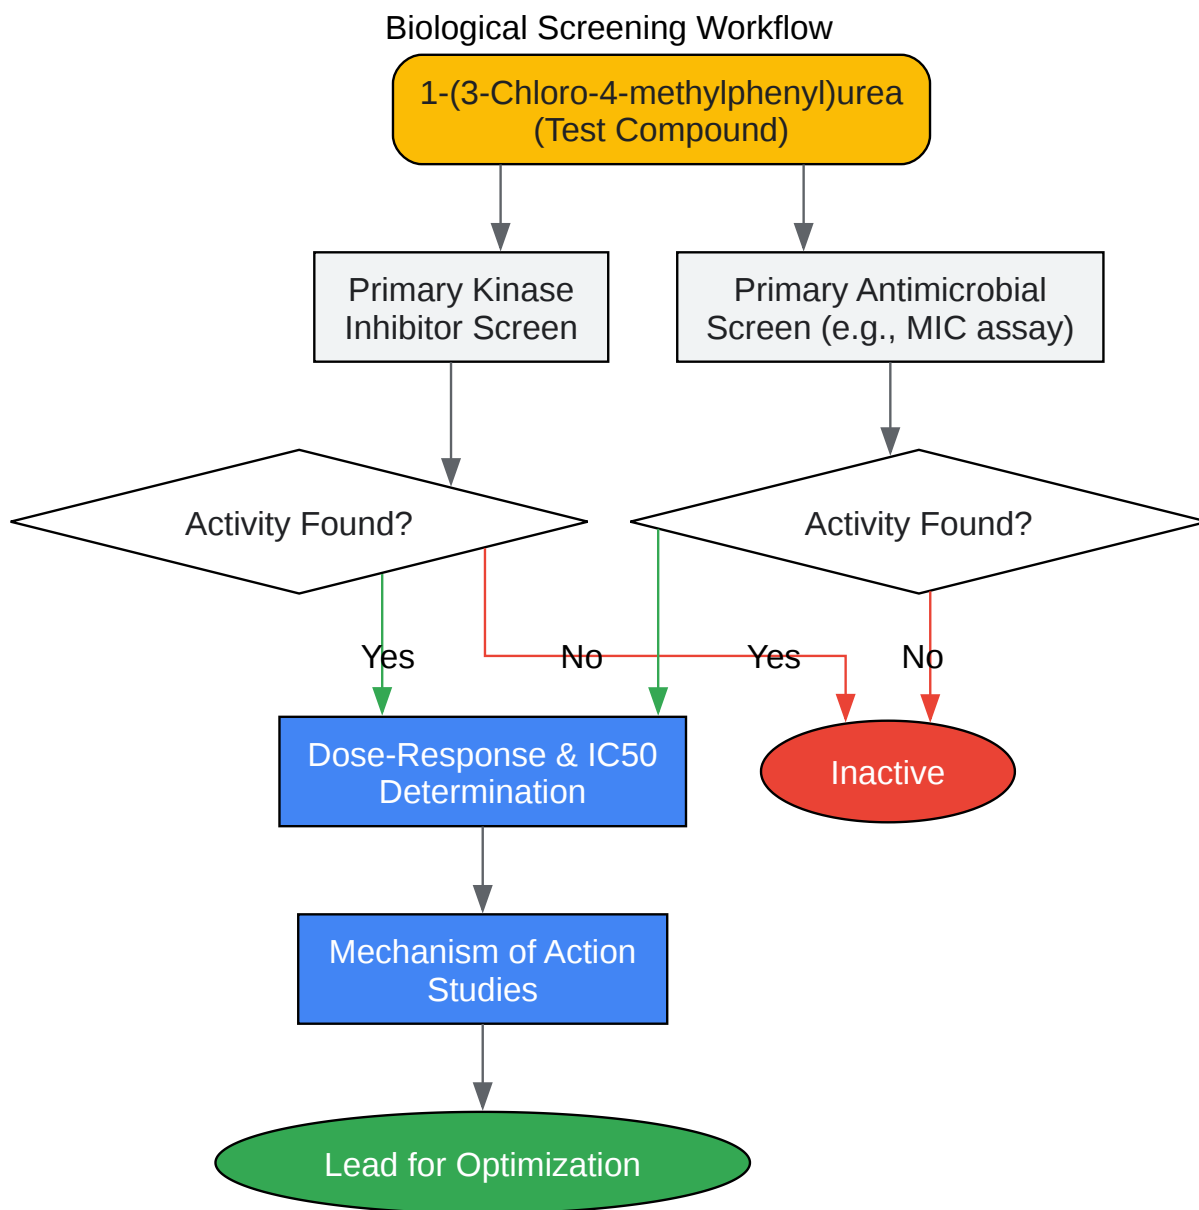 Biological Screening Workflow
1-(3-Chloro-4-methylphenyl)urea
(Test Compound)
Primary Kinase
Inhibitor Screen
Primary Antimicrobial
Screen (e.g., MIC assay)
Activity Found?
Activity Found?
Yes
No
Yes
No
Dose-Response & IC50
Determination
Inactive
Mechanism of Action
Studies
Lead for Optimization